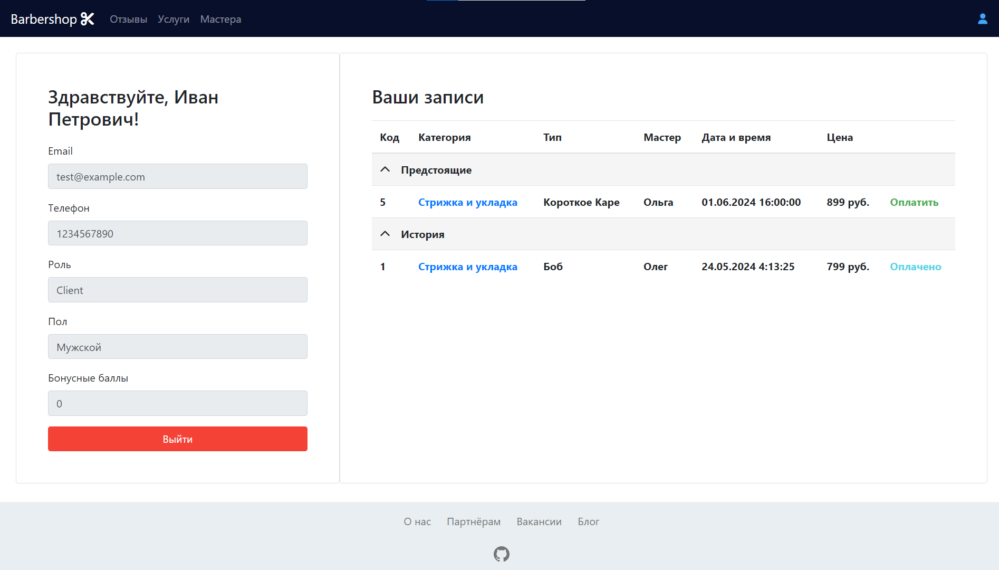 Barbershop Отзывы Услуги Мастера
Здравствуйте, Иван
Петрович!
Email
test@example.com
Телефон
1234567890
Роль
Client
Пол
Мужской
Бонусные баллы
0
Выйти
Ваши записи
Код Категория Тип Мастер Дата и время Цена
Предстоящие
5 Стрижка и укладка Короткое Каре Ольга 01.06.2024 16:00:00 899 руб. Оплатить
История
1 Стрижка и укладка Боб Олег 24.05.2024 4:13:25 799 руб. Оплачено
О нас Партнёрам Вакансии Блог